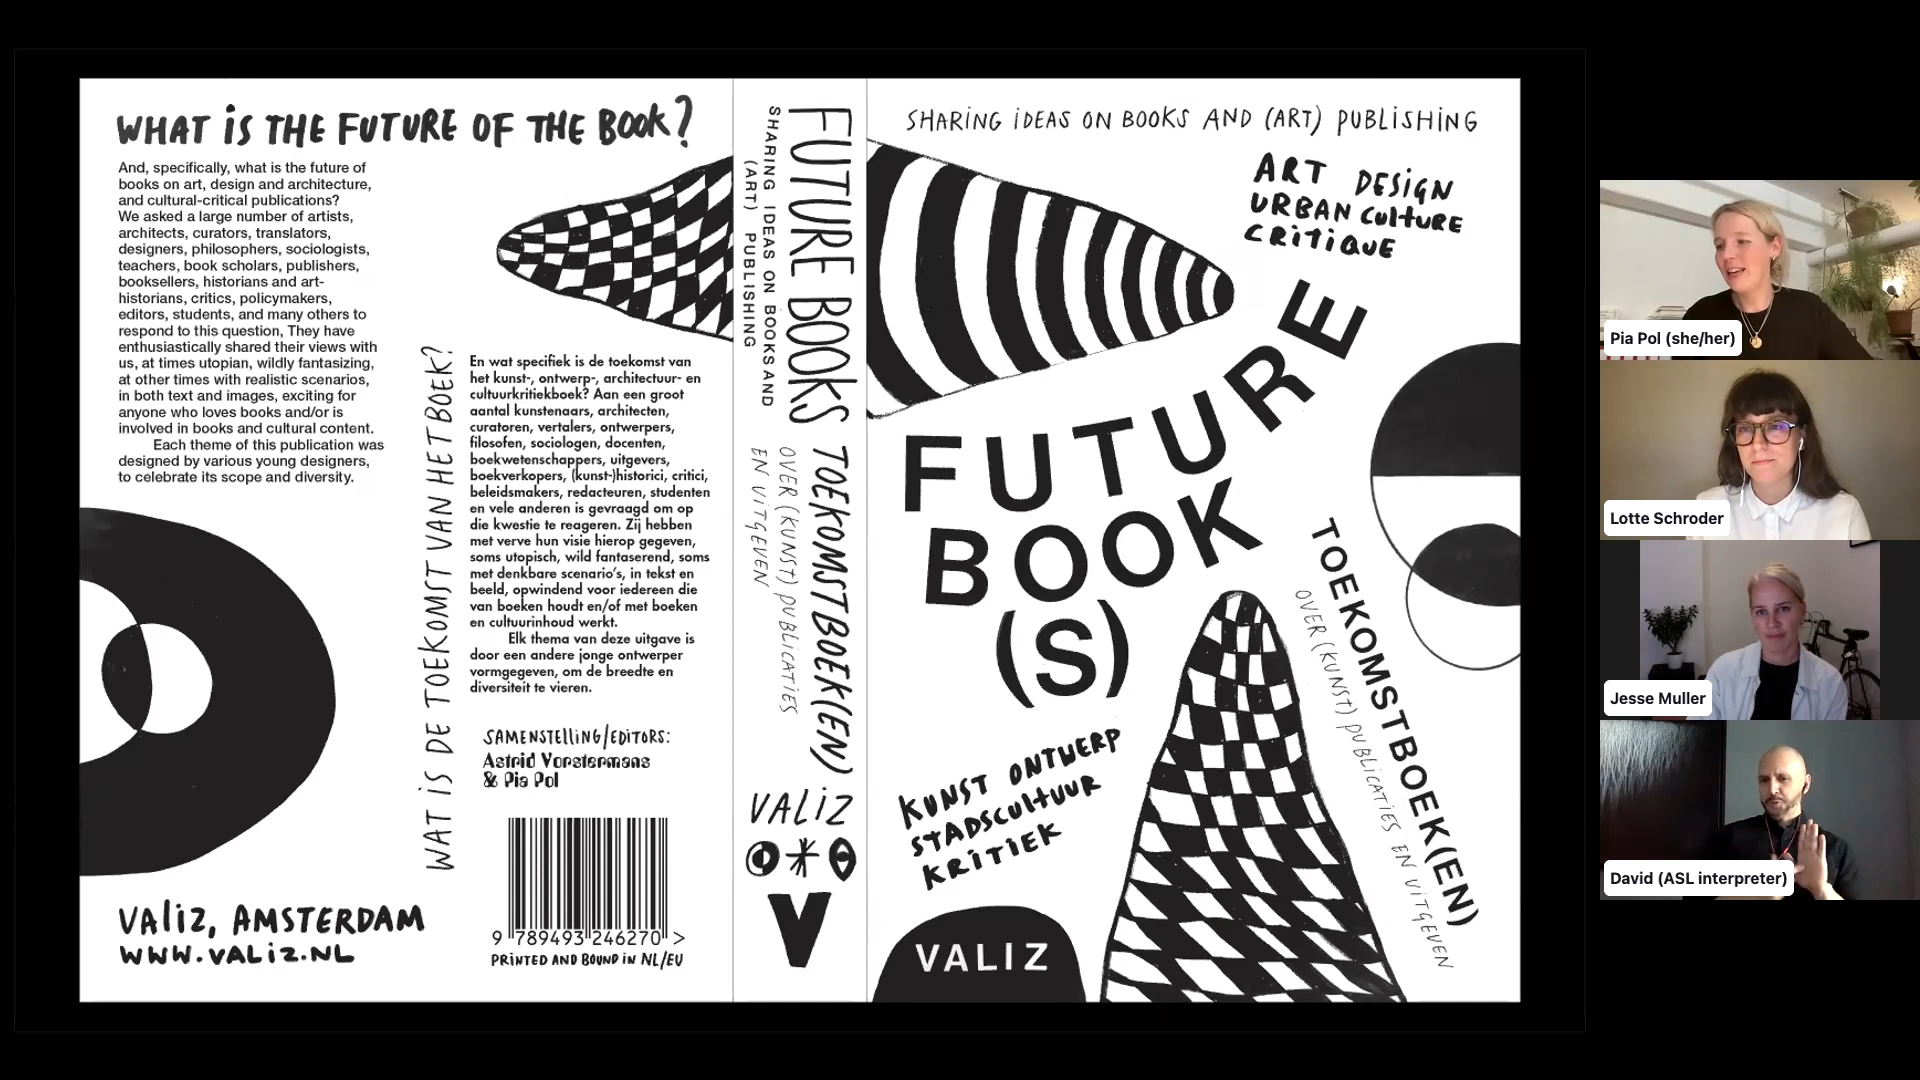 WHAT iS THE FUTURE OF THE BOOk?
And, specifically, what is the future of
books on art, design and architecture,
and cultural-critical publications?
We asked a large number of artists,
architects, curators, translators,
designers, philosophers, sociologists,
teachers, book scholars, publishers,
booksellers, historians and art-
historians, critics, policymakers,
editors, students, and many others to
respond to this question, They have
enthusiastically shared their views with
us, at times utopian, wildly fantasizing,
at other times with realistic scenarios,
in both text and images, exciting for
anyone who loves books and/or is
involved in books and cultural content.
Each theme of this publication was
designed by various young designers,
to celebrate its scope and diversity.
WAT iS DE TOEKOMST VAN HET BOEK?
En wat specifiek is de toekomst van
het kunst-, ontwerp-, architectuur- en
cultuurkritiekboek? Aan een groot
aantal kunstenaars, architecten,
curatoren, vertalers, ontwerpers,
filosofen, sociologen, docenten,
boekwetenschappers, uitgevers,
boekverkopers, (kunst-)historici, critici,
beleidsmakers, redacteuren, studenten
en vele anderen is gevraagd om op
die kwestie te reageren. Zij hebben
met verve hun visie hierop gegeven,
soms utopisch, wild fantaserend, soms
met denkbare scenario's, in tekst en
beeld, opwindend voor iedereen die
van boeken houdt en/of met boeken
en cultuurinhoud werkt.
Elk thema van deze uitgave is
door een andere jonge ontwerper
vormgegeven, om de breedte en
diversiteit te vieren.
SAMENSTElliNG/EDiTORS:
Astrid Vorstermans
& Pia Pol
9 789493 246270 >
PRiNTED AND BOUND iN NL/EU
VAliZ, AMSTERDAM
WWW.VALiZ.NL
FUTURE BOOKS
SHARING IDEAS ON BOOKS AND
(ART) PUBLISHING
TOEKOMSTBOEK(EN)
OVER (KUNST) PUBLiCATiES
EN UiTGEVEN
VALiZ
V
SHARiNG iDEAS ON BOOKS AND (ART) PUBLiSHiNG
ART DESiGN
URBAN CultURE
CRiTiQUE
FUTURE
BOOK
(S)
TOEKOMSTBOEK(EN)
OVER (KUNST) PUBLiCATiES EN UiTGEVEN
KUNST ONTWERP
STADSCUltUUR
KRiTiEK
VALIZ
Pia Pol (she/her)
Lotte Schroder
Jesse Muller
David (ASL interpreter)